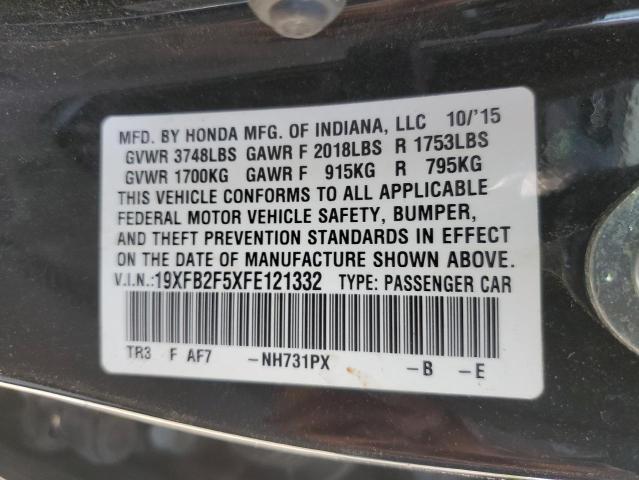 MFD. BY HONDA MFG. OF INDIANA, LLC 10/'15
GVWR 3748LBS GAWR F 2018LBS R 1753LBS
GVWR 1700KG GAWR F 915KG R 795KG
THIS VEHICLE CONFORMS TO ALL APPLICABLE
FEDERAL MOTOR VEHICLE SAFETY, BUMPER,
AND THEFT PREVENTION STANDARDS IN EFFECT
ON THE DATE OF MANUFACTURE SHOWN ABOVE.
V.I.N.:19XFB2F5XFE121332 TYPE: PASSENGER CAR
TR3 F AF7 -NH731PX -B -E